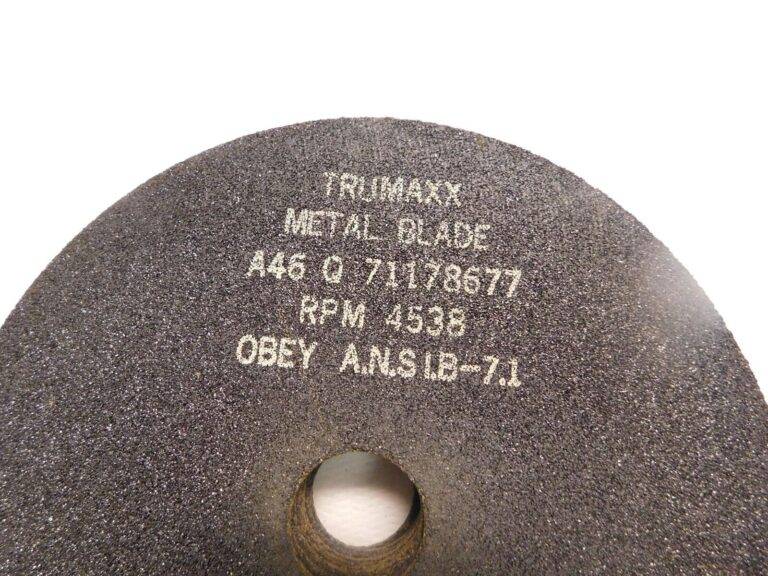 TRUMAXX
METAL BLADE
A46 Q 71178677
RPM 4538
OBEY A.N.S I.B-7.1